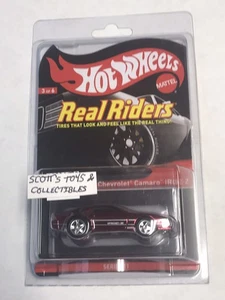 3 of 6
Hot Wheels
MATTEL
Real Riders
TIRES THAT LOOK AND FEEL LIKE THE REAL THING
SCOTT'S TOYS &
COLLECTIBLES
Chevrolet Camaro IROC-Z